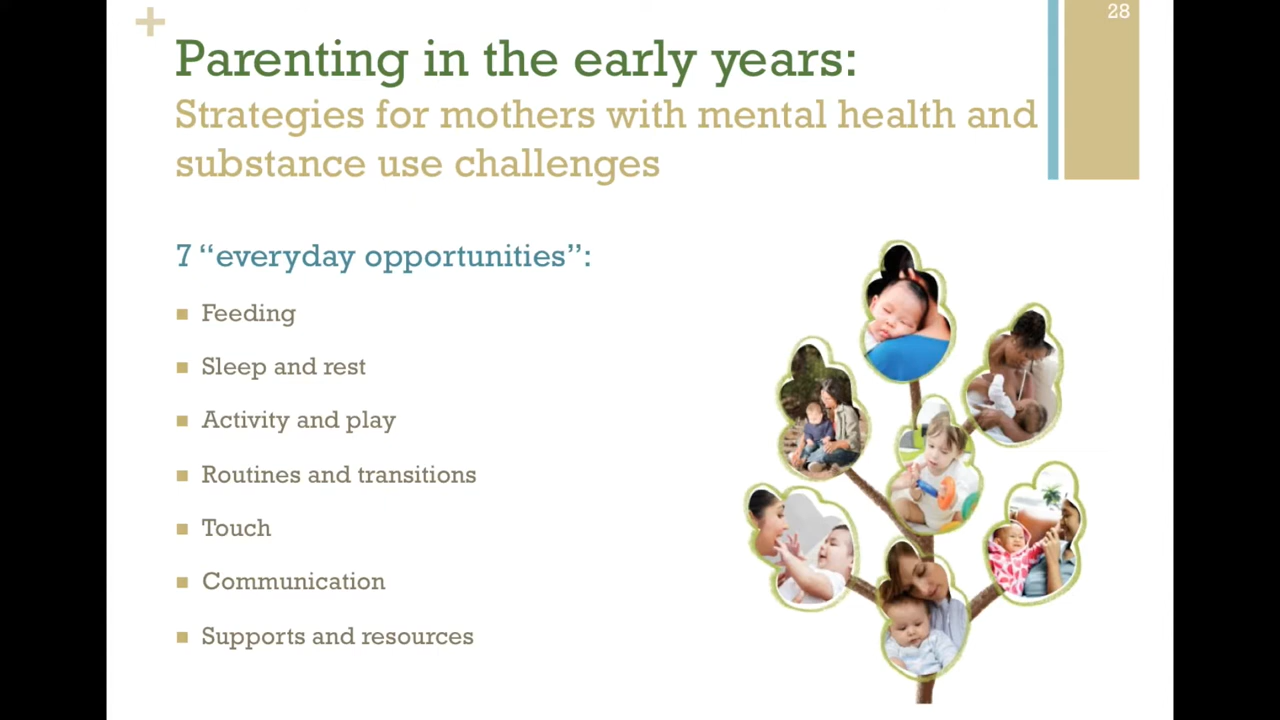 28
+
Parenting in the early years:
Strategies for mothers with mental health and
substance use challenges
7 “everyday opportunities”:
■ Feeding
■ Sleep and rest
■ Activity and play
■ Routines and transitions
■ Touch
■ Communication
■ Supports and resources